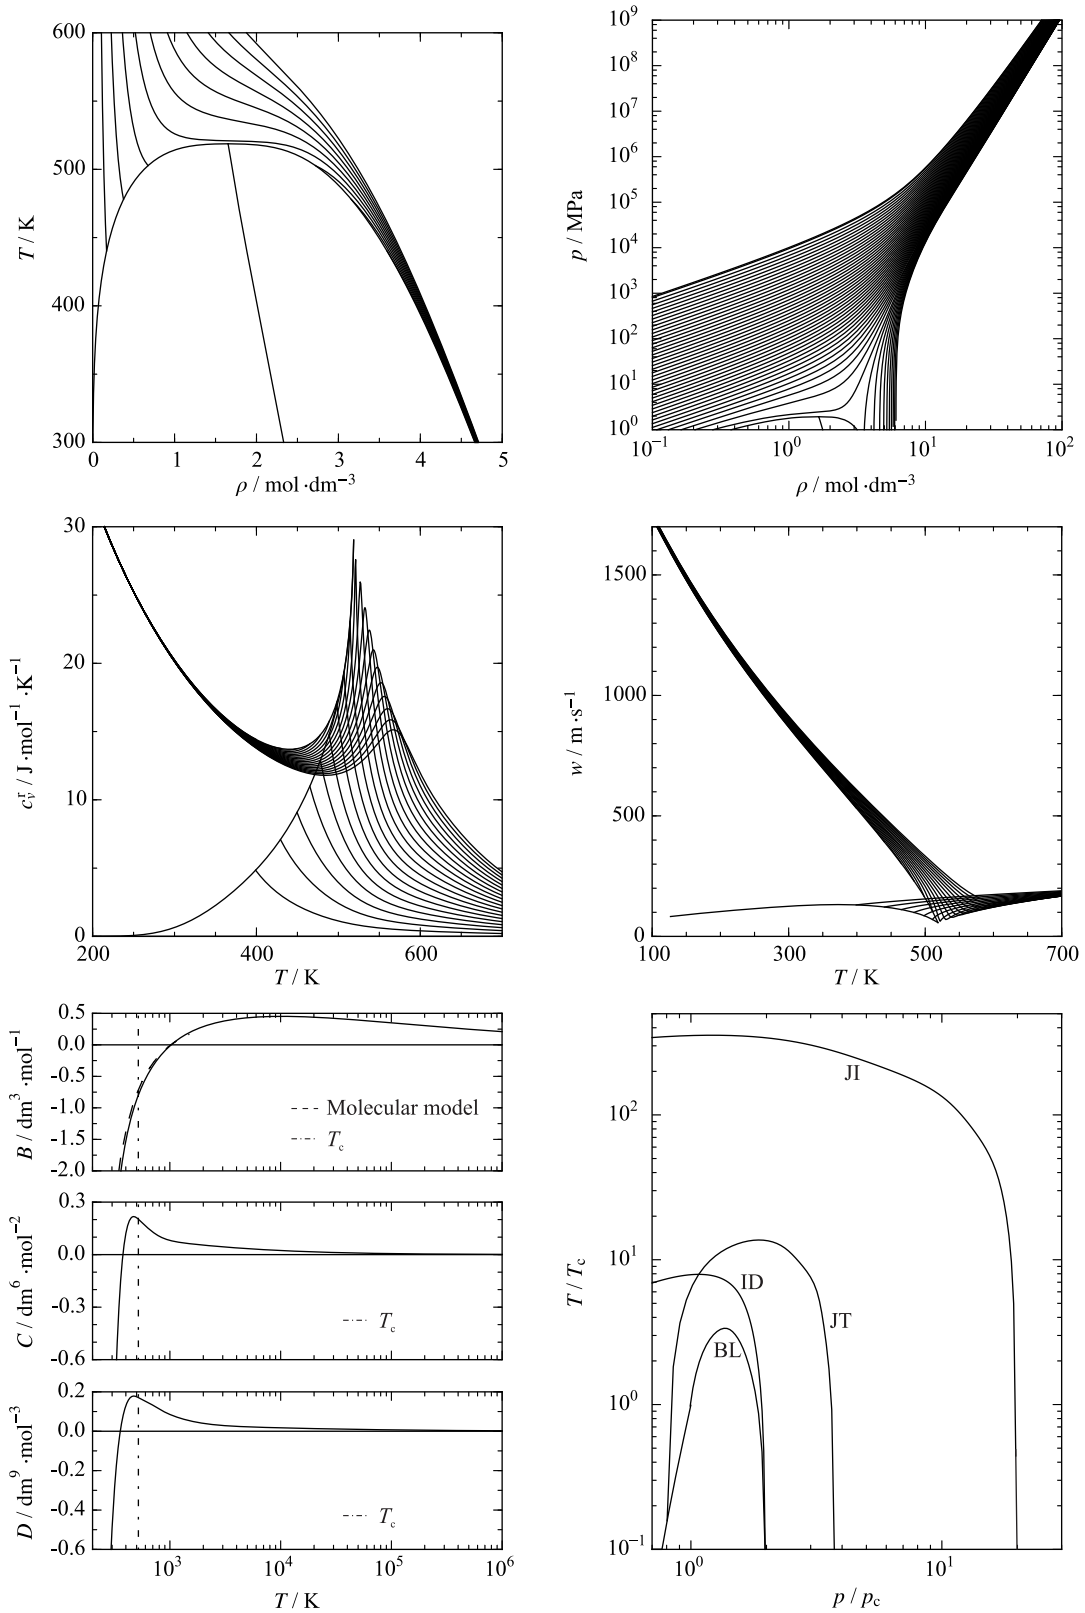 600
500
400
300
T / K
0 1 2 3 4 5
ρ / mol·dm⁻³
10⁹
10⁸
10⁷
10⁶
10⁵
10⁴
10³
10²
10¹
10⁰
p / MPa
10⁻¹ 10⁰ 10¹ 10²
ρ / mol·dm⁻³
30
20
10
0
cᵥʳ / J·mol⁻¹·K⁻¹
200 400 600
T / K
1500
1000
500
0
w / m·s⁻¹
100 300 500 700
T / K
0.5
0.0
-0.5
-1.0
-1.5
-2.0
B / dm³·mol⁻¹
Molecular model
T_c
0.3
0.0
-0.3
-0.6
C / dm⁶·mol⁻²
T_c
0.2
0.0
-0.2
-0.4
-0.6
D / dm⁹·mol⁻³
T_c
10³ 10⁴ 10⁵ 10⁶
T / K
10²
10¹
10⁰
10⁻¹
T / T_c
JI
ID
JT
BL
10⁰ 10¹
p / p_c